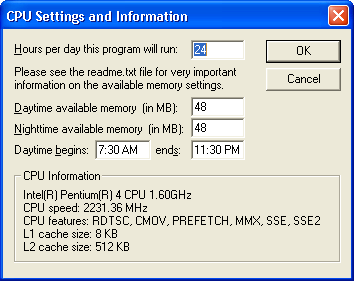 CPU Settings and Information
Hours per day this program will run: 24
OK
Please see the readme.txt file for very important
information on the available memory settings.
Cancel
Daytime available memory (in MB): 48
Nighttime available memory (in MB): 48
Daytime begins: 7:30 AM ends: 11:30 PM
CPU Information
Intel(R) Pentium(R) 4 CPU 1.60GHz
CPU speed: 2231.36 MHz
CPU features: RDTSC, CMOV, PREFETCH, MMX, SSE, SSE2
L1 cache size: 8 KB
L2 cache size: 512 KB